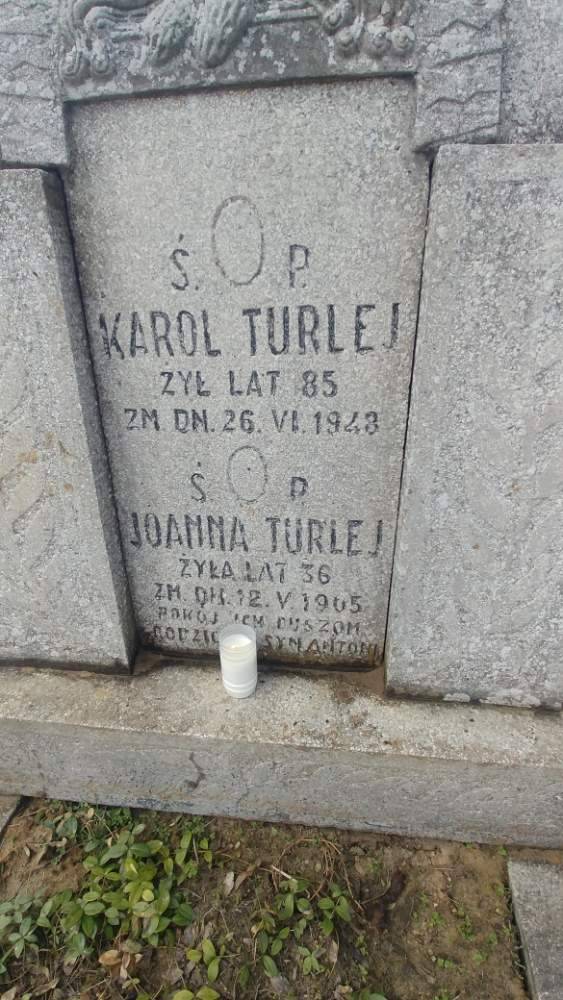 Ś. P.
KAROL TURLEJ
ŻYŁ LAT 85
ZM DN. 26. VI. 1943
Ś P
JOANNA TURLEJ
ŻYŁA LAT 36
ZM. DN. 12. V. 1905
POKÓJ ICH DUSZOM
SYN ANTONI